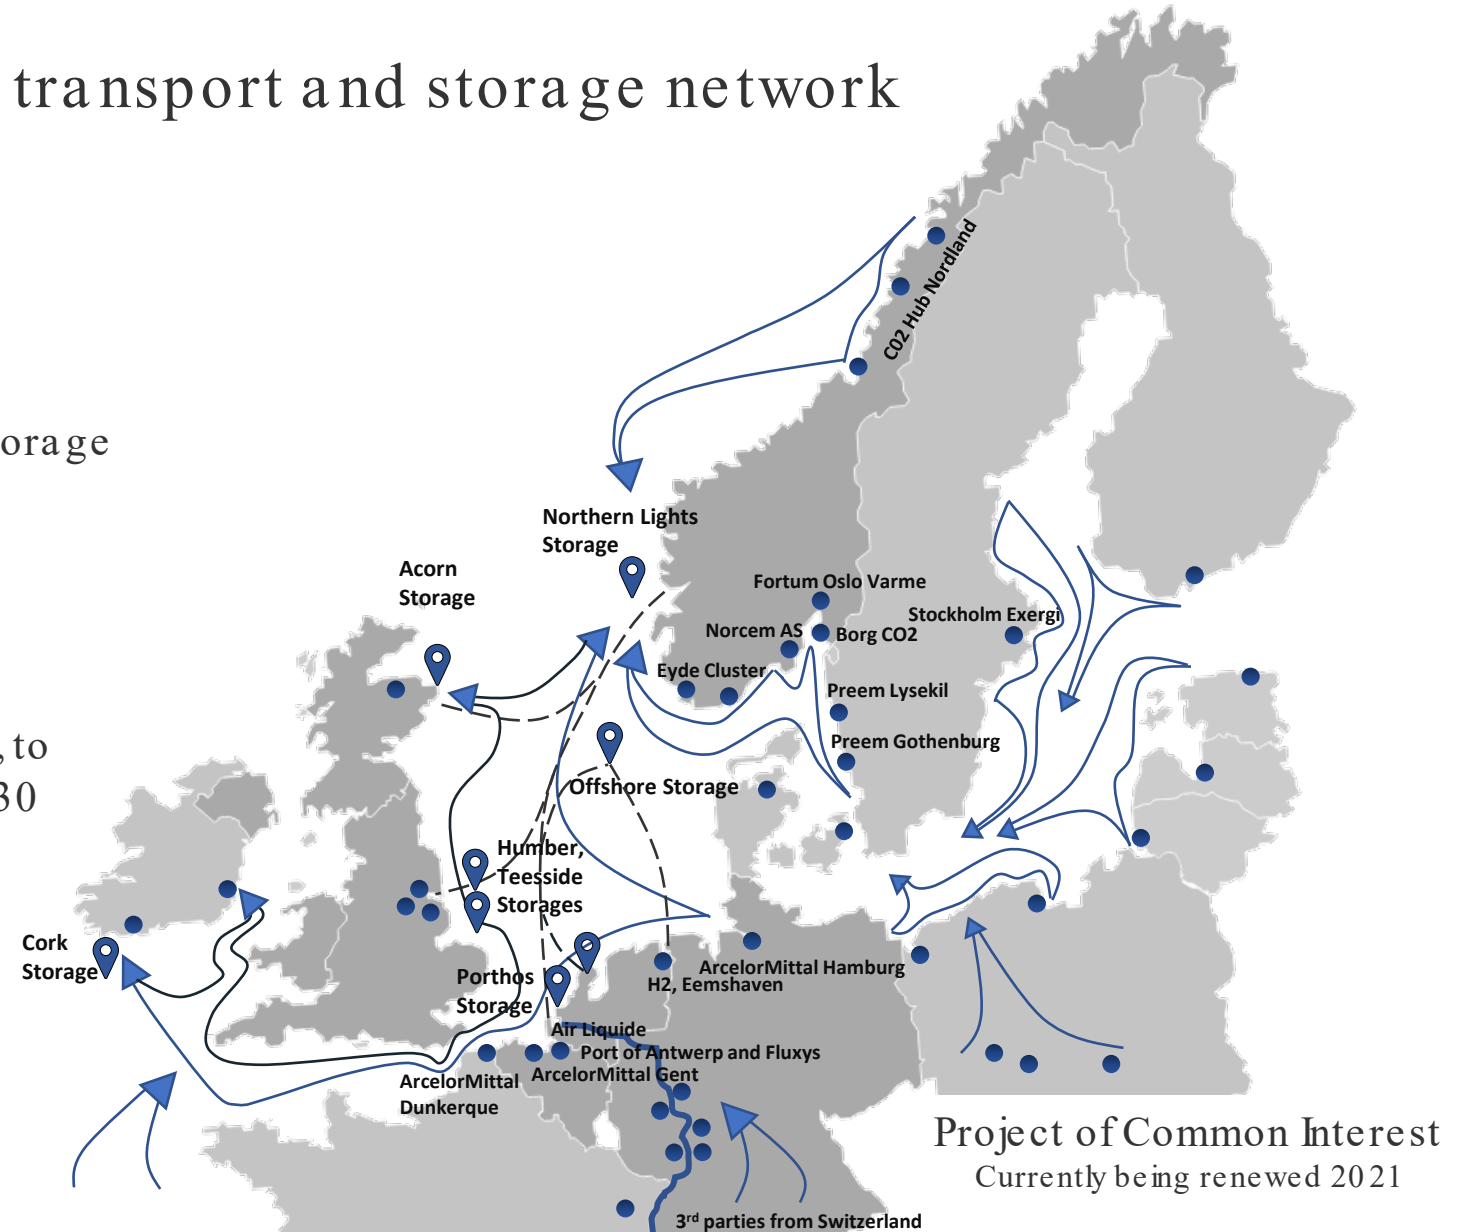 transport and storage network
orage
, to
30
C02 Hub Nordland
Northern Lights
Storage
Acorn
Storage
Fortum Oslo Varme
Stockholm Exergi
Norcem AS
Borg CO2
Eyde Cluster
Preem Lysekil
Preem Gothenburg
Offshore Storage
Humber,
Teesside
Storages
Cork
Storage
Porthos
Storage
ArcelorMittal Hamburg
H2, Eemshaven
Air Liquide
Port of Antwerp and Fluxys
ArcelorMittal Gent
ArcelorMittal
Dunkerque
Project of Common Interest
Currently being renewed 2021
3rd parties from Switzerland